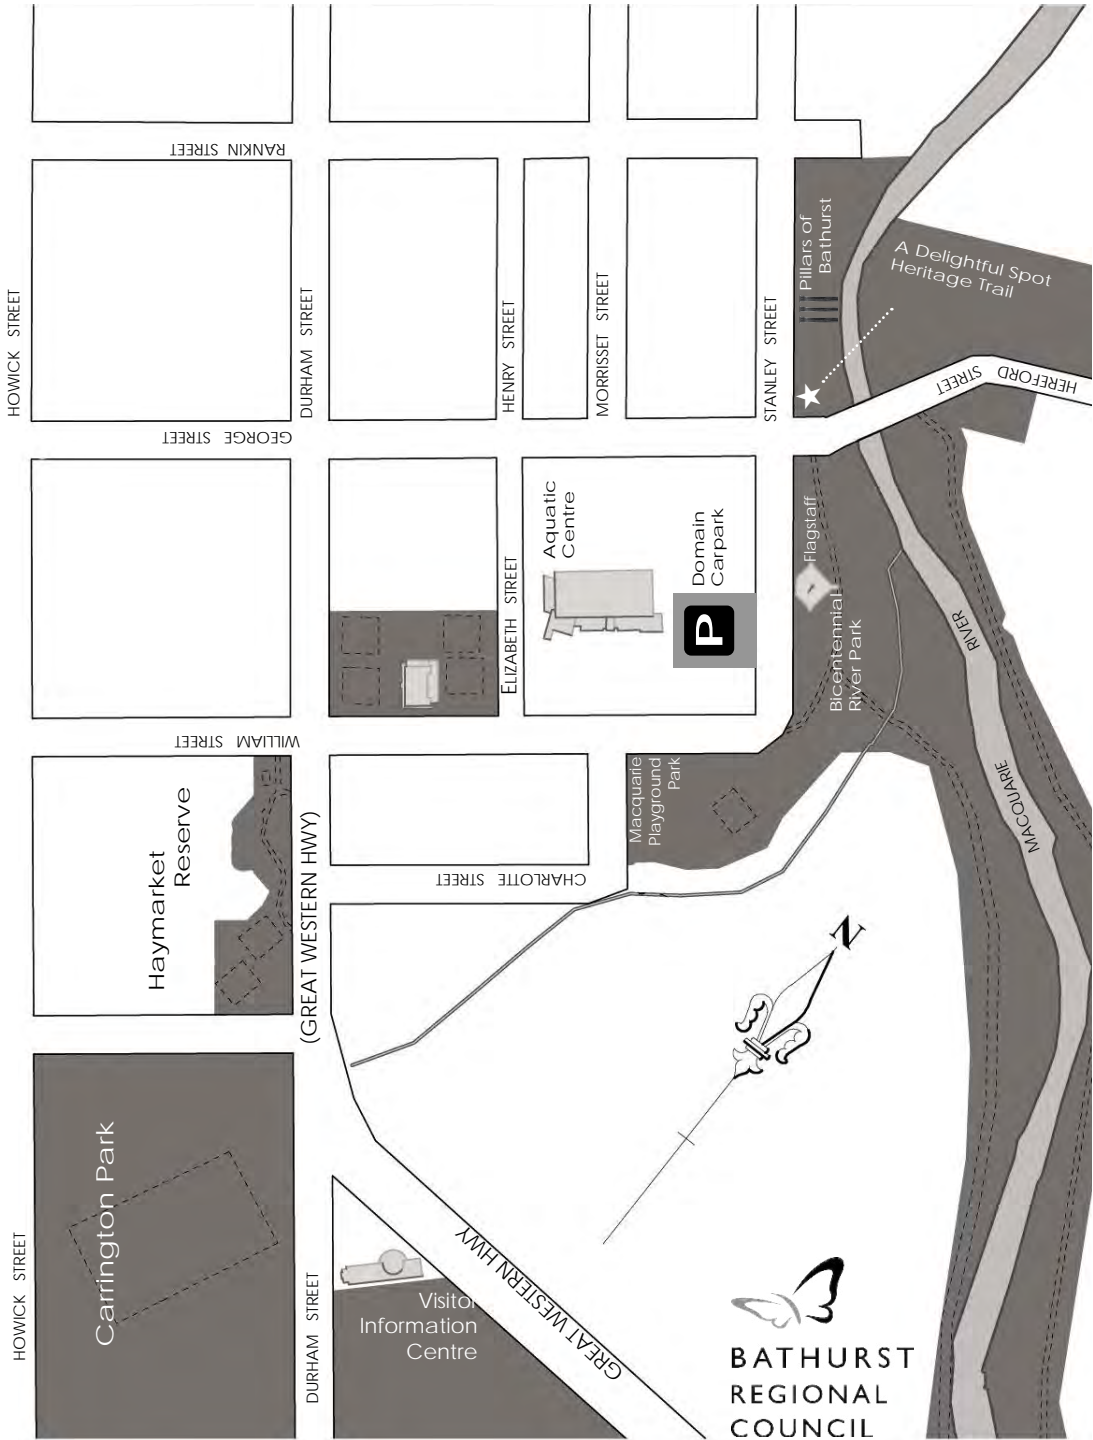 RANKIN STREET
HOWICK STREET
DURHAM STREET
HENRY STREET
MORRISSET STREET
STANLEY STREET
Pillars of
Bathurst
A Delightful Spot
Heritage Trail
HEREFORD STREET
GEORGE STREET
Aquatic
Centre
Domain
Carpark
P
Flagstaff
Bicentennial
River Park
ELIZABETH STREET
MACQUARIE RIVER
WILLIAM STREET
Haymarket
Reserve
(GREAT WESTERN HWY)
Macquarie
Playground
Park
CHARLOTTE STREET
N
Carrington Park
HOWICK STREET
DURHAM STREET
Visitor
Information
Centre
GREAT WESTERN HWY
BATHURST
REGIONAL
COUNCIL